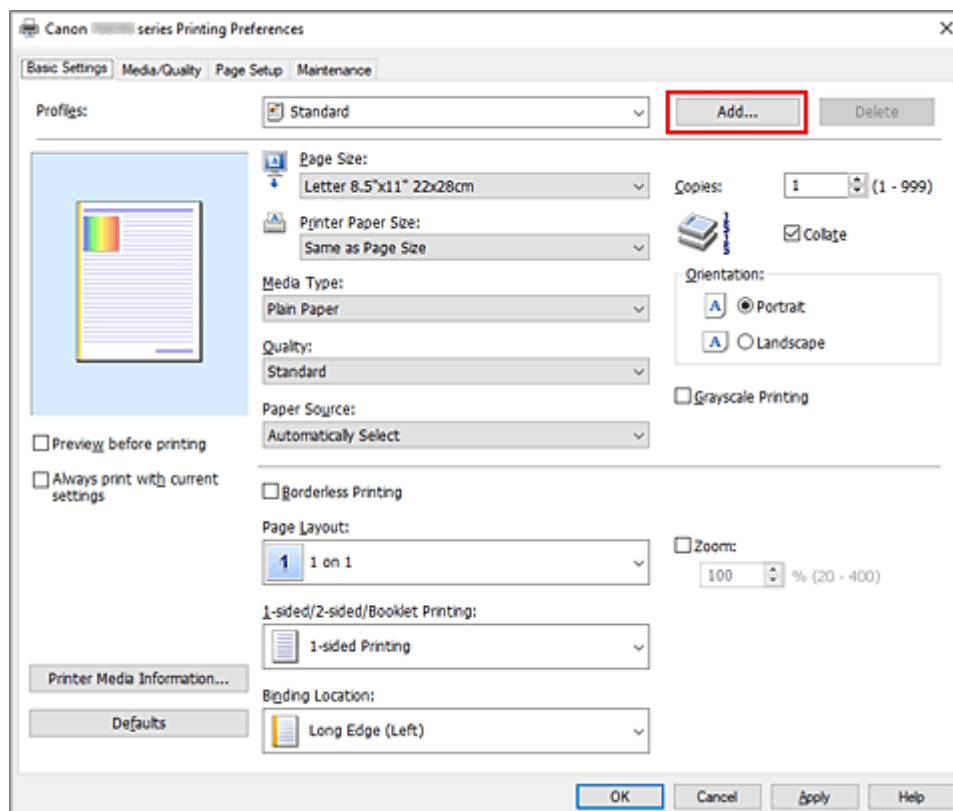 Canon series Printing Preferences
Basic Settings Media/Quality Page Setup Maintenance
Profiles: Standard Add... Delete
Page Size:
Letter 8.5"x11" 22x28cm
Copies: 1 (1 - 999)
Printer Paper Size:
Same as Page Size
Collate
Media Type:
Plain Paper
Orientation:
A Portrait
A Landscape
Quality:
Standard
Grayscale Printing
Paper Source:
Automatically Select
Preview before printing
Always print with current
settings
Borderless Printing
Page Layout:
1 1 on 1
Zoom:
100 % (20 - 400)
1-sided/2-sided/Booklet Printing:
1-sided Printing
Printer Media Information...
Binding Location:
Long Edge (Left)
Defaults
OK Cancel Apply Help